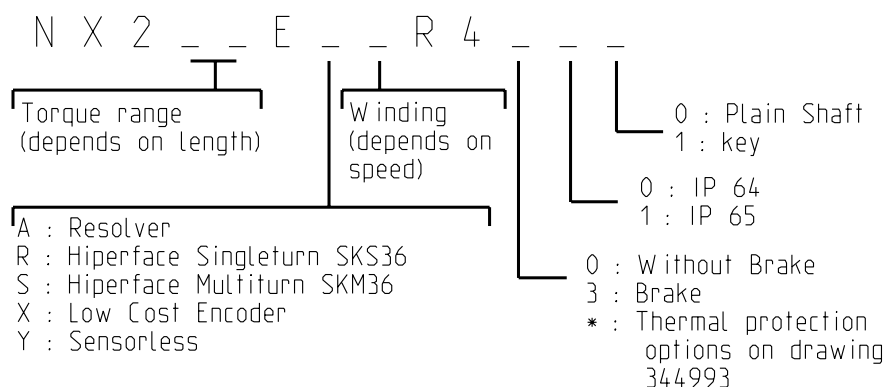 N X 2 _ _ E _ _ R 4 _ _ _
Torque range
(depends on length)
Winding
(depends on
speed)
0 : Plain Shaft
1 : key
0 : IP 64
1 : IP 65
A : Resolver
R : Hiperface Singleturn SKS36
S : Hiperface Multiturn SKM36
X : Low Cost Encoder
Y : Sensorless
0 : Without Brake
3 : Brake
* : Thermal protection
options on drawing
344993